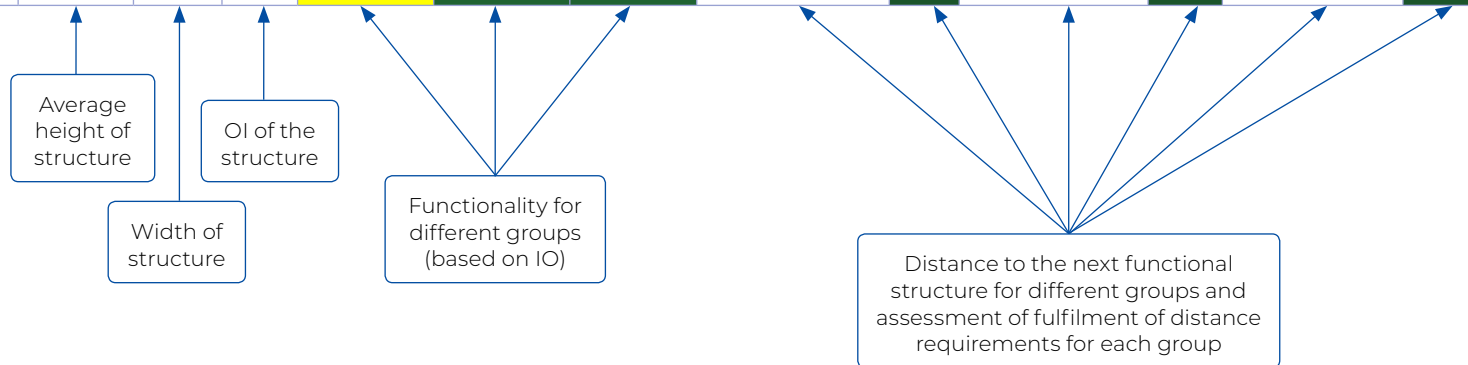 Average
height of
structure
Width of
structure
OI of the
structure
Functionality for
different groups
(based on IO)
Distance to the next functional
structure for different groups and
assessment of fulfilment of distance
requirements for each group